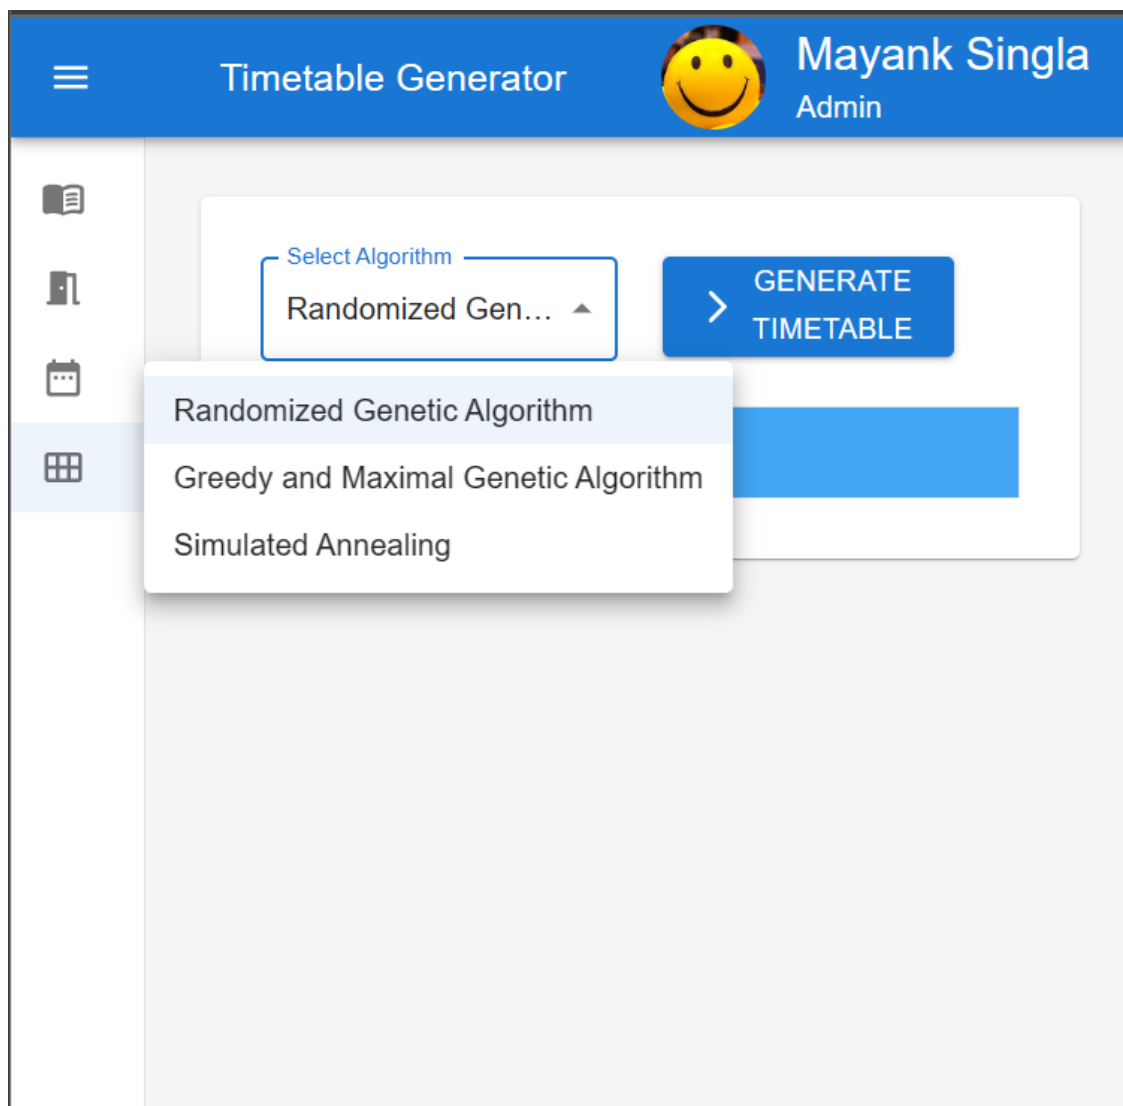 Timetable Generator
Mayank Singla
Admin
Select Algorithm
Randomized Gen...
GENERATE
TIMETABLE
Randomized Genetic Algorithm
Greedy and Maximal Genetic Algorithm
Simulated Annealing